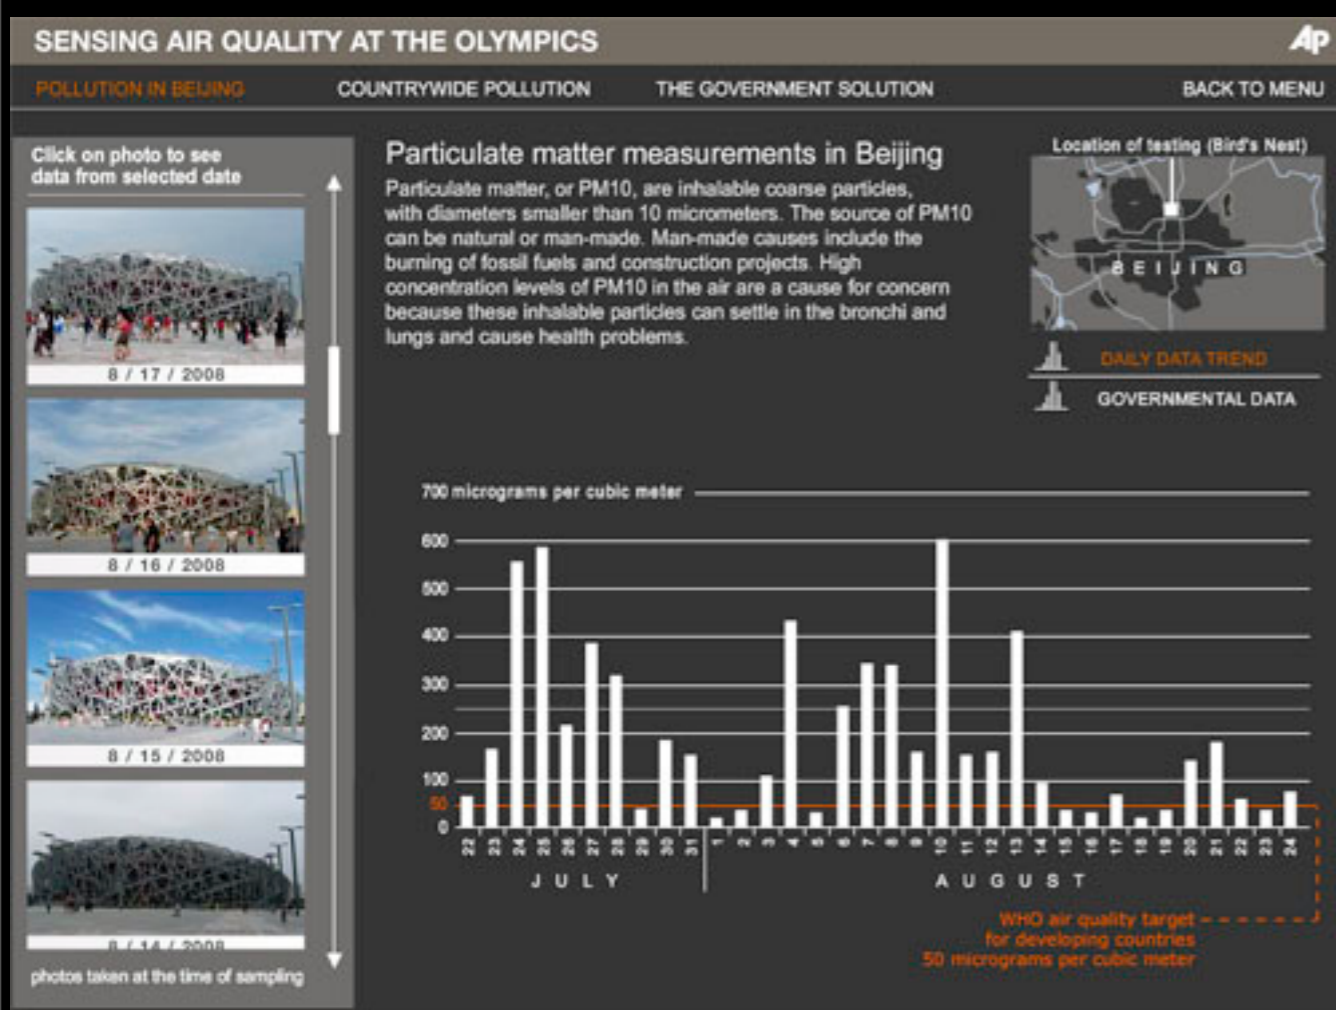 SENSING AIR QUALITY AT THE OLYMPICS
AP
POLLUTION IN BEIJING
COUNTRYWIDE POLLUTION
THE GOVERNMENT SOLUTION
BACK TO MENU
Click on photo to see
data from selected date
8 / 17 / 2008
8 / 16 / 2008
8 / 15 / 2008
8 / 14 / 2008
photos taken at the time of sampling
Particulate matter measurements in Beijing
Particulate matter, or PM10, are inhalable coarse particles,
with diameters smaller than 10 micrometers. The source of PM10
can be natural or man-made. Man-made causes include the
burning of fossil fuels and construction projects. High
concentration levels of PM10 in the air are a cause for concern
because these inhalable particles can settle in the bronchi and
lungs and cause health problems.
Location of testing (Bird's Nest)
BEIJING
DAILY DATA TREND
GOVERNMENTAL DATA
700 micrograms per cubic meter
600
500
400
300
200
100
50
0
22 23 24 25 26 27 28 29 30 31 1 2 3 4 5 6 7 8 9 10 11 12 13 14 15 16 17 18 19 20 21 22 23 24
JULY AUGUST
WHO air quality target
for developing countries
50 micrograms per cubic meter